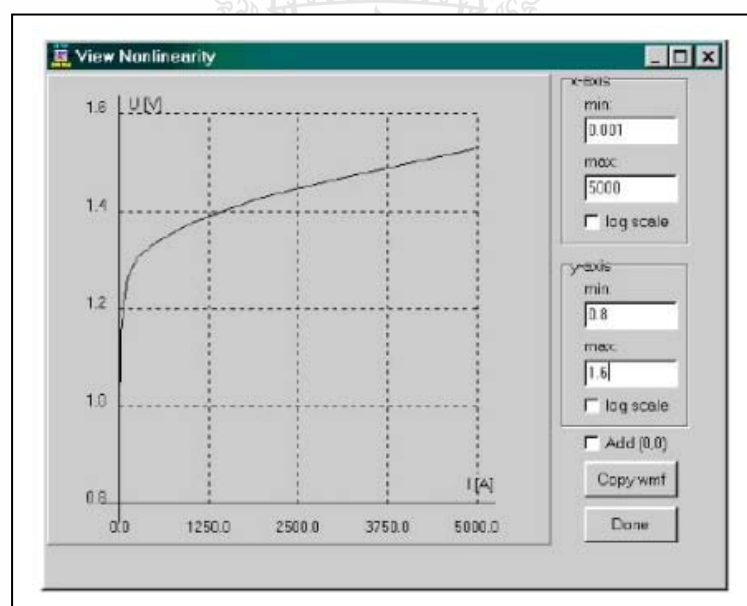 View Nonlinearity
U [V]
1.6
1.4
1.2
1.0
0.8
I [A]
0.0 1250.0 2500.0 3750.0 5000.0
x-axis
min:
0.001
max:
5000
log scale
y-axis
min:
0.8
max:
1.6
log scale
Add (0,0)
Copy wmf
Done